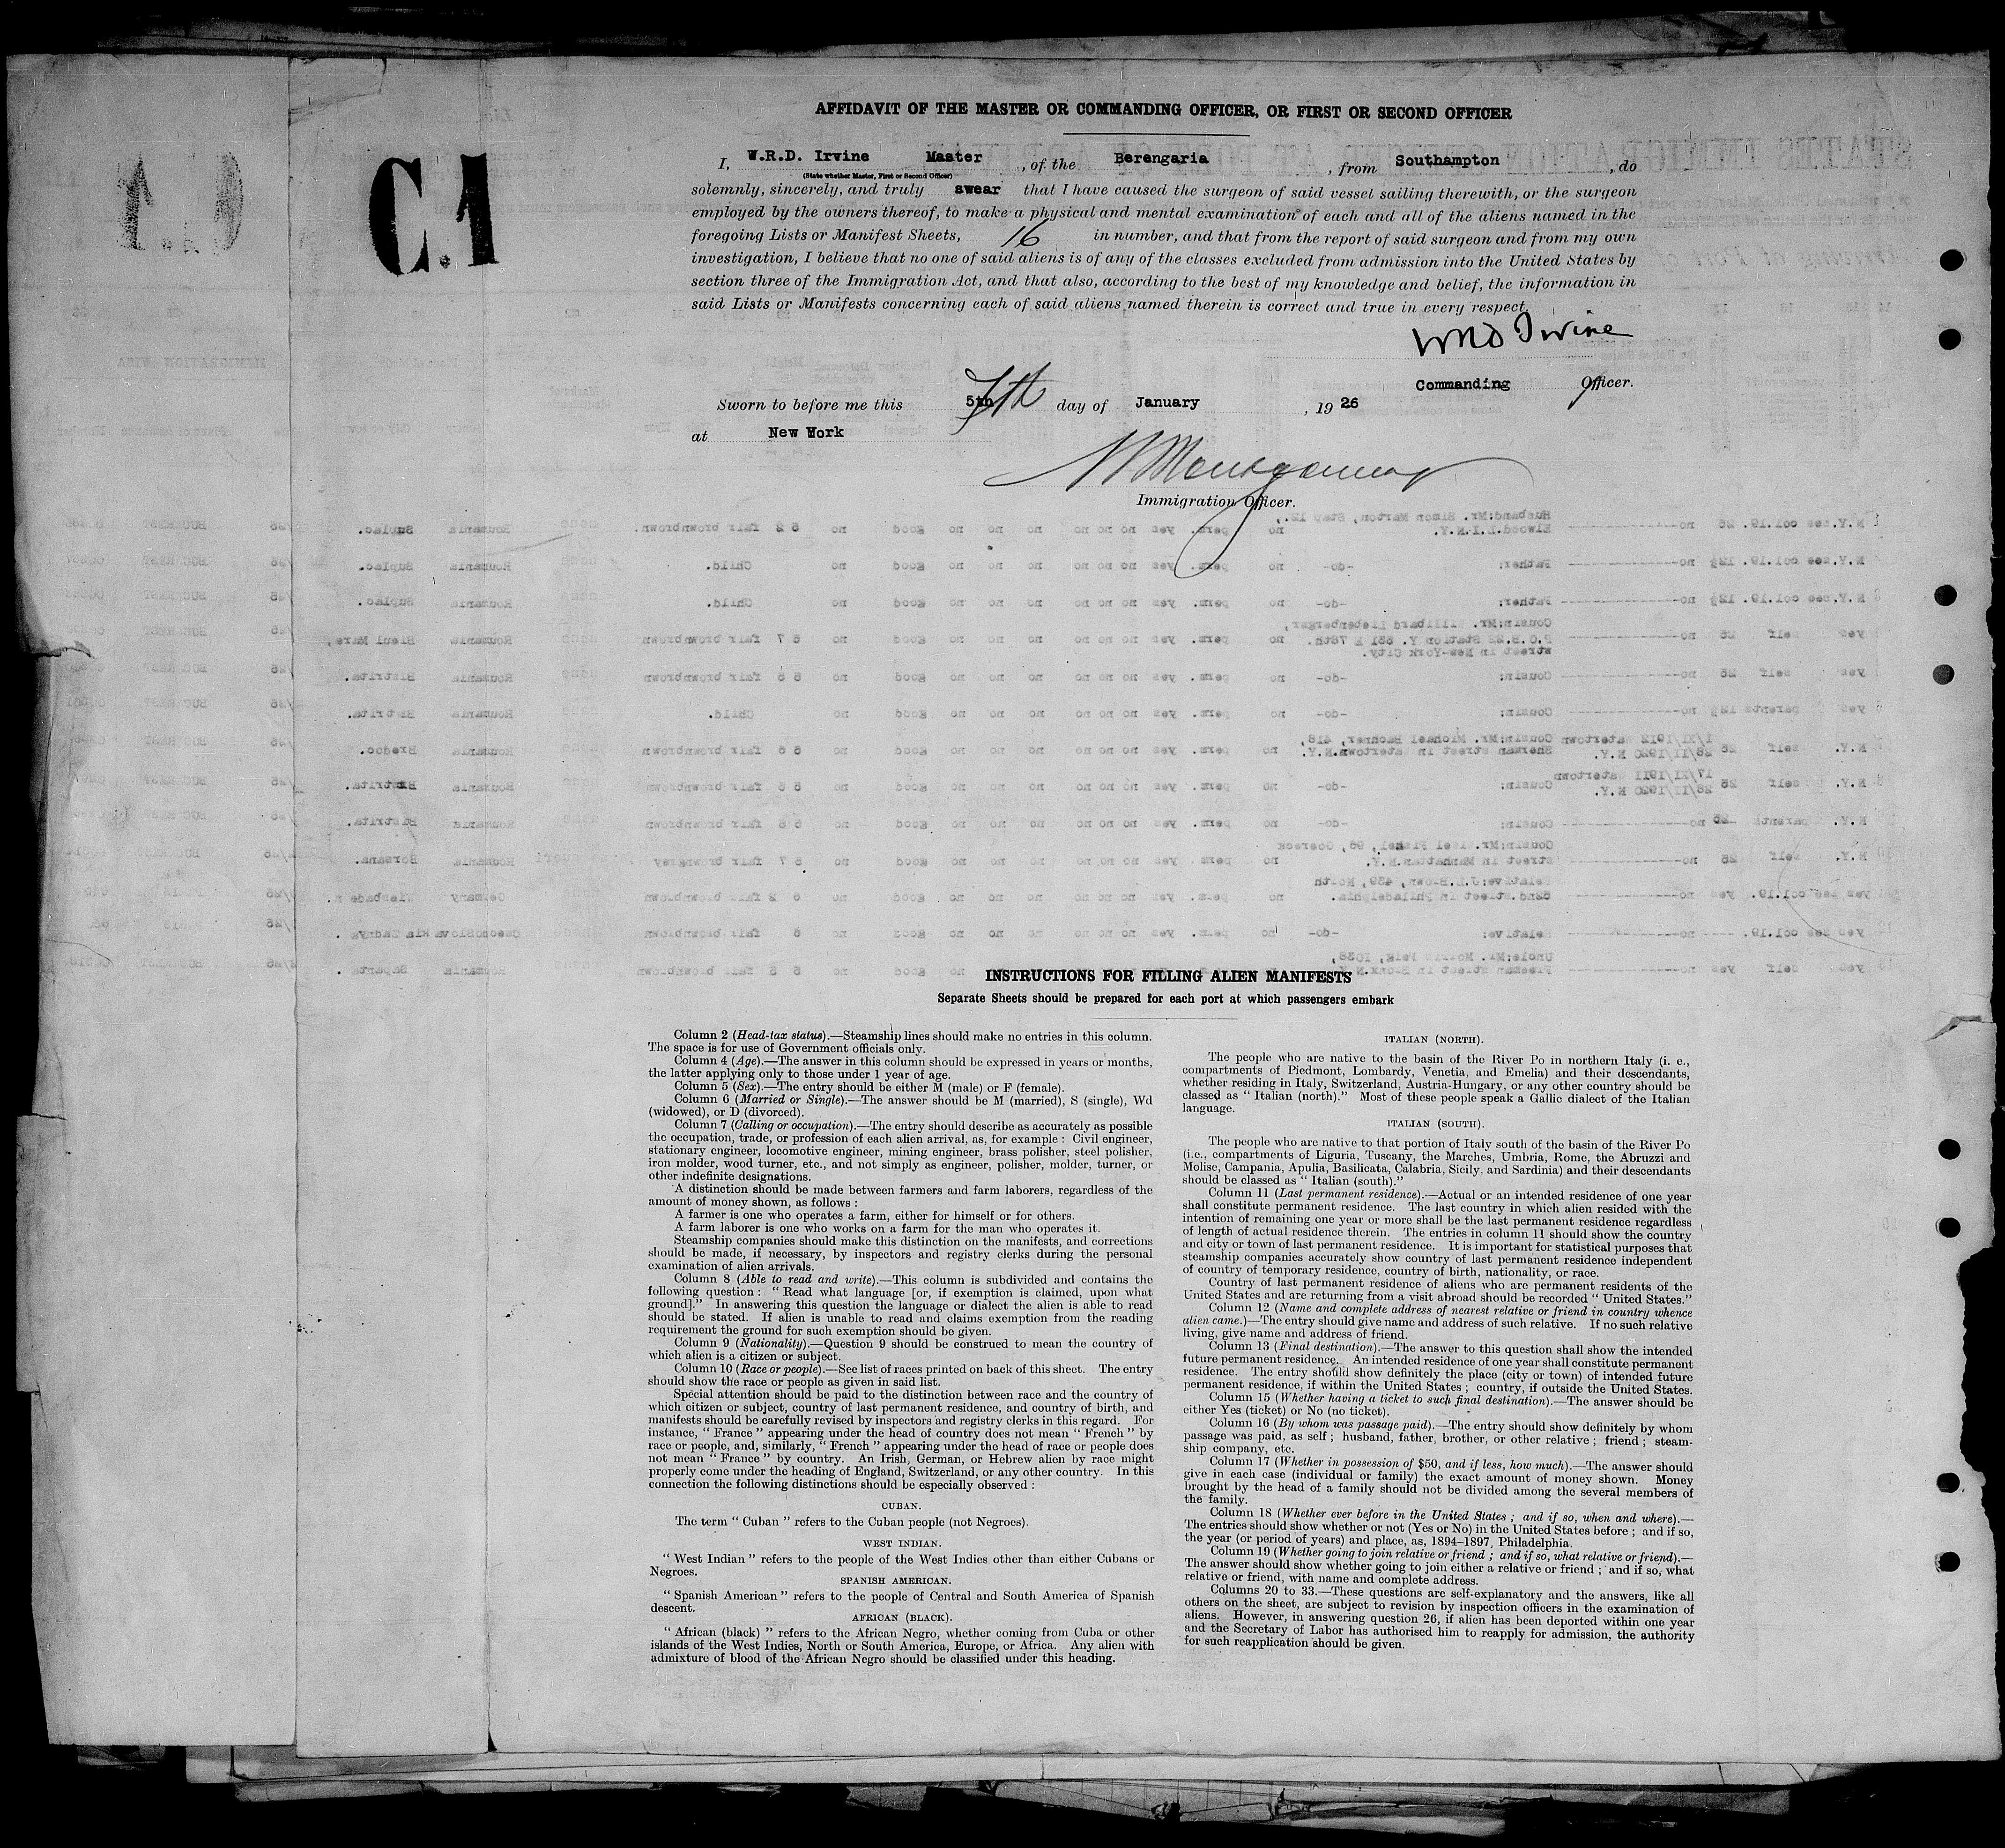 AFFIDAVIT OF THE MASTER OR COMMANDING OFFICER, OR FIRST OR SECOND OFFICER
C.1
I, W.R.D. Irvine Master , of the Berengaria , from Southampton , do
(State whether Master, First or Second Officer)
solemnly, sincerely, and truly swear that I have caused the surgeon of said vessel sailing therewith, or the surgeon
employed by the owners thereof, to make a physical and mental examination of each and all of the aliens named in the
foregoing Lists or Manifest Sheets, 16 in number, and that from the report of said surgeon and from my own
investigation, I believe that no one of said aliens is of any of the classes excluded from admission into the United States by
section three of the Immigration Act, and that also, according to the best of my knowledge and belief, the information in
said Lists or Manifests concerning each of said aliens named therein is correct and true in every respect.
WRD Irvine
Commanding Officer.
Sworn to before me this 5th 7th day of January , 19 26
at New York
Montgomery
Immigration Officer.
INSTRUCTIONS FOR FILLING ALIEN MANIFESTS
Separate Sheets should be prepared for each port at which passengers embark
Column 2 (Head-tax status).—Steamship lines should make no entries in this column.
The space is for use of Government officials only.
Column 4 (Age).—The answer in this column should be expressed in years or months,
the latter applying only to those under 1 year of age.
Column 5 (Sex).—The entry should be either M (male) or F (female).
Column 6 (Married or Single).—The answer should be M (married), S (single), Wd
(widowed), or D (divorced).
Column 7 (Calling or occupation).—The entry should describe as accurately as possible
the occupation, trade, or profession of each alien arrival, as, for example : Civil engineer,
stationary engineer, locomotive engineer, mining engineer, brass polisher, steel polisher,
iron molder, wood turner, etc., and not simply as engineer, polisher, molder, turner, or
other indefinite designations.
A distinction should be made between farmers and farm laborers, regardless of the
amount of money shown, as follows :
A farmer is one who operates a farm, either for himself or for others.
A farm laborer is one who works on a farm for the man who operates it.
Steamship companies should make this distinction on the manifests, and corrections
should be made, if necessary, by inspectors and registry clerks during the personal
examination of alien arrivals.
Column 8 (Able to read and write).—This column is subdivided and contains the
following question : “ Read what language [or, if exemption is claimed, upon what
ground].” In answering this question the language or dialect the alien is able to read
should be stated. If alien is unable to read and claims exemption from the reading
requirement the ground for such exemption should be given.
Column 9 (Nationality).—Question 9 should be construed to mean the country of
which alien is a citizen or subject.
Column 10 (Race or people).—See list of races printed on back of this sheet. The entry
should show the race or people as given in said list.
Special attention should be paid to the distinction between race and the country of
which citizen or subject, country of last permanent residence, and country of birth, and
manifests should be carefully revised by inspectors and registry clerks in this regard. For
instance, “ France ” appearing under the head of country does not mean “ French ” by
race or people, and, similarly, “ French ” appearing under the head of race or people does
not mean “ France ” by country. An Irish, German, or Hebrew alien by race might
properly come under the heading of England, Switzerland, or any other country. In this
connection the following distinctions should be especially observed :
CUBAN.
The term “ Cuban ” refers to the Cuban people (not Negroes).
WEST INDIAN.
“ West Indian ” refers to the people of the West Indies other than either Cubans or
Negroes.
SPANISH AMERICAN.
“ Spanish American ” refers to the people of Central and South America of Spanish
descent.
AFRICAN (BLACK).
“ African (black) ” refers to the African Negro, whether coming from Cuba or other
islands of the West Indies, North or South America, Europe, or Africa. Any alien with
admixture of blood of the African Negro should be classified under this heading.
ITALIAN (NORTH).
The people who are native to the basin of the River Po in northern Italy (i. e.,
compartments of Piedmont, Lombardy, Venetia, and Emelia) and their descendants,
whether residing in Italy, Switzerland, Austria-Hungary, or any other country should be
classed as “ Italian (north).” Most of these people speak a Gallic dialect of the Italian
language.
ITALIAN (SOUTH).
The people who are native to that portion of Italy south of the basin of the River Po
(i.e., compartments of Liguria, Tuscany, the Marches, Umbria, Rome, the Abruzzi and
Molise, Campania, Apulia, Basilicata, Calabria, Sicily, and Sardinia) and their descendants
should be classed as “ Italian (south).”
Column 11 (Last permanent residence).—Actual or an intended residence of one year
shall constitute permanent residence. The last country in which alien resided with the
intention of remaining one year or more shall be the last permanent residence regardless
of length of actual residence therein. The entries in column 11 should show the country
and city or town of last permanent residence. It is important for statistical purposes that
steamship companies accurately show country of last permanent residence independent
of country of temporary residence, country of birth, nationality, or race.
Country of last permanent residence of aliens who are permanent residents of the
United States and are returning from a visit abroad should be recorded “ United States.”
Column 12 (Name and complete address of nearest relative or friend in country whence
alien came.)—The entry should give name and address of such relative. If no such relative
living, give name and address of friend.
Column 13 (Final destination).—The answer to this question shall show the intended
future permanent residence. An intended residence of one year shall constitute permanent
residence. The entry should show definitely the place (city or town) of intended future
permanent residence, if within the United States ; country, if outside the United States.
Column 15 (Whether having a ticket to such final destination).—The answer should be
either Yes (ticket) or No (no ticket).
Column 16 (By whom was passage paid).—The entry should show definitely by whom
passage was paid, as self ; husband, father, brother, or other relative ; friend ; steam-
ship company, etc.
Column 17 (Whether in possession of $50, and if less, how much).—The answer should
give in each case (individual or family) the exact amount of money shown. Money
brought by the head of a family should not be divided among the several members of
the family.
Column 18 (Whether ever before in the United States ; and if so, when and where).—
The entries should show whether or not (Yes or No) in the United States before ; and if so,
the year (or period of years) and place, as, 1894–1897, Philadelphia.
Column 19 (Whether going to join relative or friend ; and if so, what relative or friend).—
The answer should show whether going to join either a relative or friend ; and if so, what
relative or friend, with name and complete address.
Columns 20 to 33.—These questions are self-explanatory and the answers, like all
others on the sheet, are subject to revision by inspection officers in the examination of
aliens. However, in answering question 26, if alien has been deported within one year
and the Secretary of Labor has authorised him to reapply for admission, the authority
for such reapplication should be given.